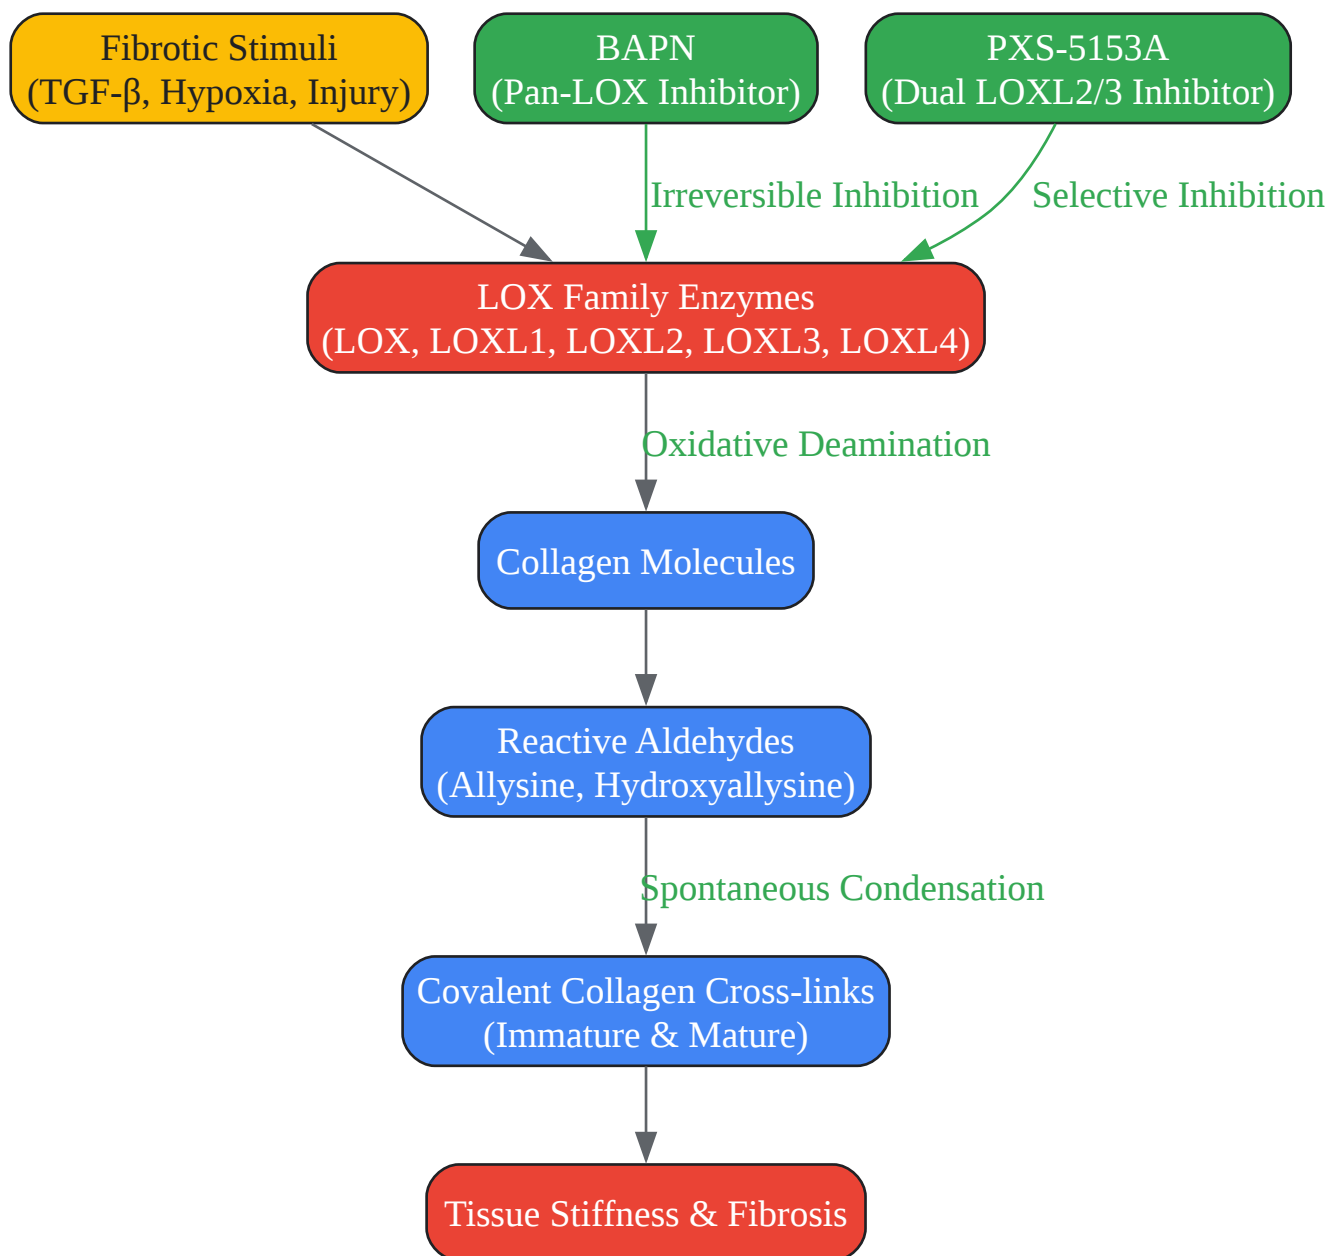 Fibrotic Stimuli
(TGF-β, Hypoxia, Injury)
BAPN
(Pan-LOX Inhibitor)
PXS-5153A
(Dual LOXL2/3 Inhibitor)
Irreversible Inhibition
Selective Inhibition
LOX Family Enzymes
(LOX, LOXL1, LOXL2, LOXL3, LOXL4)
Oxidative Deamination
Collagen Molecules
Reactive Aldehydes
(Allysine, Hydroxyallysine)
Spontaneous Condensation
Covalent Collagen Cross-links
(Immature & Mature)
Tissue Stiffness & Fibrosis